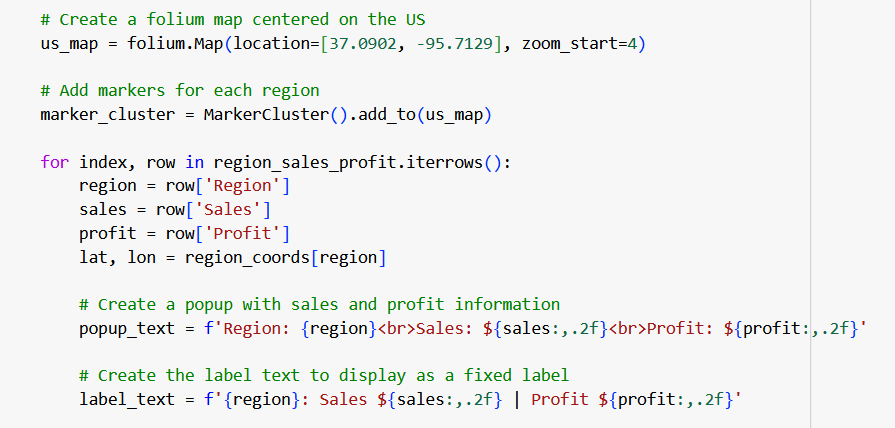 # Create a folium map centered on the US
us_map = folium.Map(location=[37.0902, -95.7129], zoom_start=4)
# Add markers for each region
marker_cluster = MarkerCluster().add_to(us_map)
for index, row in region_sales_profit.iterrows():
    region = row['Region']
    sales = row['Sales']
    profit = row['Profit']
    lat, lon = region_coords[region]
    # Create a popup with sales and profit information
    popup_text = f'Region: {region}<br>Sales: ${sales:,.2f}<br>Profit: ${profit:,.2f}'
    # Create the label text to display as a fixed label
    label_text = f'{region}: Sales ${sales:,.2f} | Profit ${profit:,.2f}'